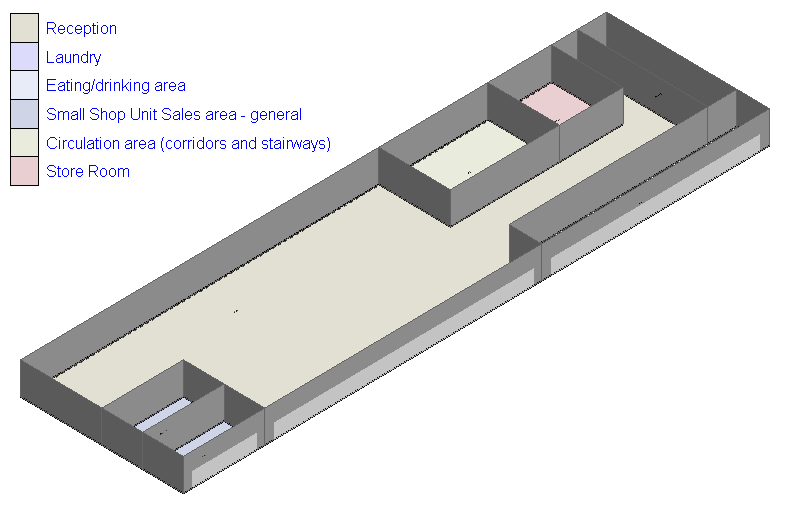 Reception
Laundry
Eating/drinking area
Small Shop Unit Sales area - general
Circulation area (corridors and stairways)
Store Room